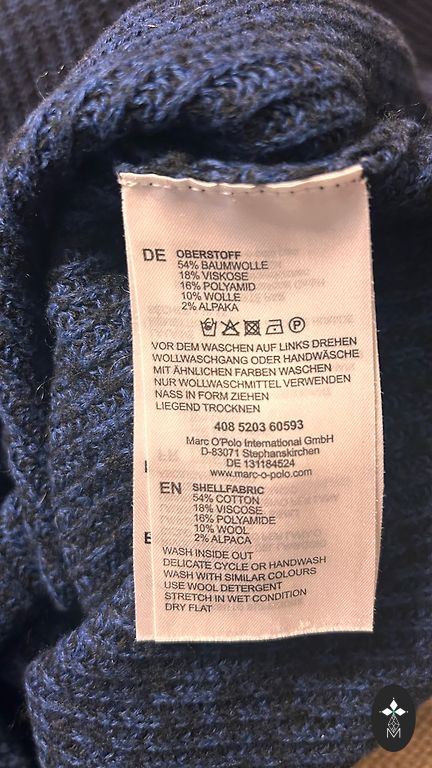 DE OBERSTOFF
54% BAUMWOLLE
18% VISKOSE
16% POLYAMID
10% WOLLE
2% ALPAKA
VOR DEM WASCHEN AUF LINKS DREHEN
WOLLWASCHGANG ODER HANDWÄSCHE
MIT ÄHNLICHEN FARBEN WASCHEN
NUR WOLLWASCHMITTEL VERWENDEN
NASS IN FORM ZIEHEN
LIEGEND TROCKNEN
408 5203 60593
Marc O'Polo International GmbH
D-83071 Stephanskirchen
DE 131184524
www.marc-o-polo.com
EN SHELLFABRIC
54% COTTON
18% VISCOSE
16% POLYAMIDE
10% WOOL
2% ALPACA
WASH INSIDE OUT
DELICATE CYCLE OR HANDWASH
WASH WITH SIMILAR COLOURS
USE WOOL DETERGENT
STRETCH IN WET CONDITION
DRY FLAT